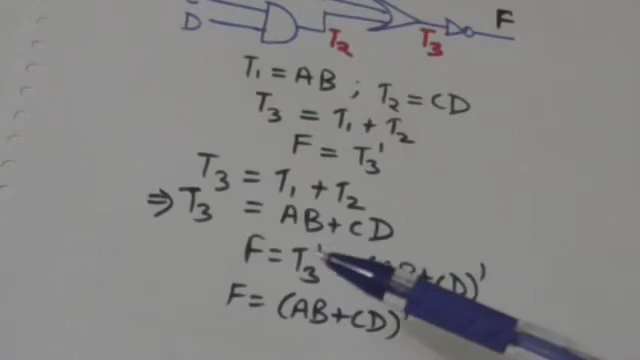 F
D
T2 T3
T1 = AB ; T2 = CD
T3 = T1 + T2
F = T3'
T3 = T1 + T2
⇒ T3 = AB + CD
F = T3' +CD)'
F = (AB+CD)'